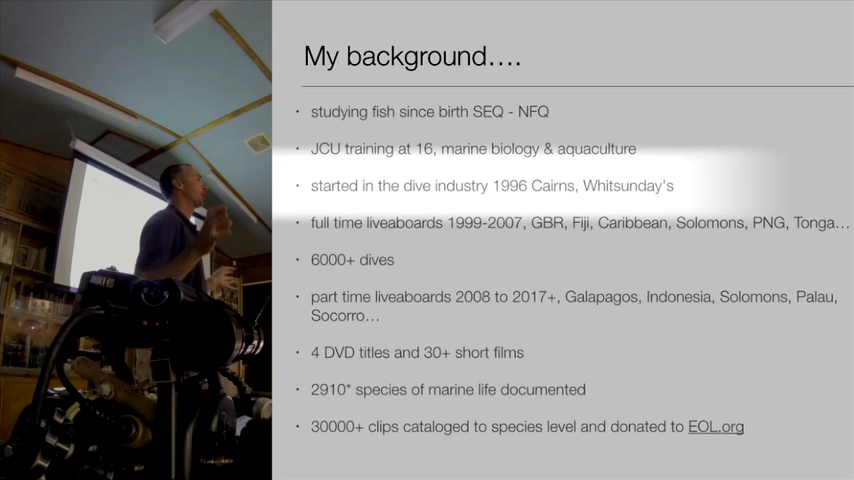 My background....
· studying fish since birth SEQ - NFQ
· JCU training at 16, marine biology & aquaculture
· started in the dive industry 1996 Cairns, Whitsunday's
· full time liveaboards 1999-2007, GBR, Fiji, Caribbean, Solomons, PNG, Tonga...
· 6000+ dives
· part time liveaboards 2008 to 2017+, Galapagos, Indonesia, Solomons, Palau,
Socorro...
· 4 DVD titles and 30+ short films
· 2910* species of marine life documented
· 30000+ clips cataloged to species level and donated to EOL.org